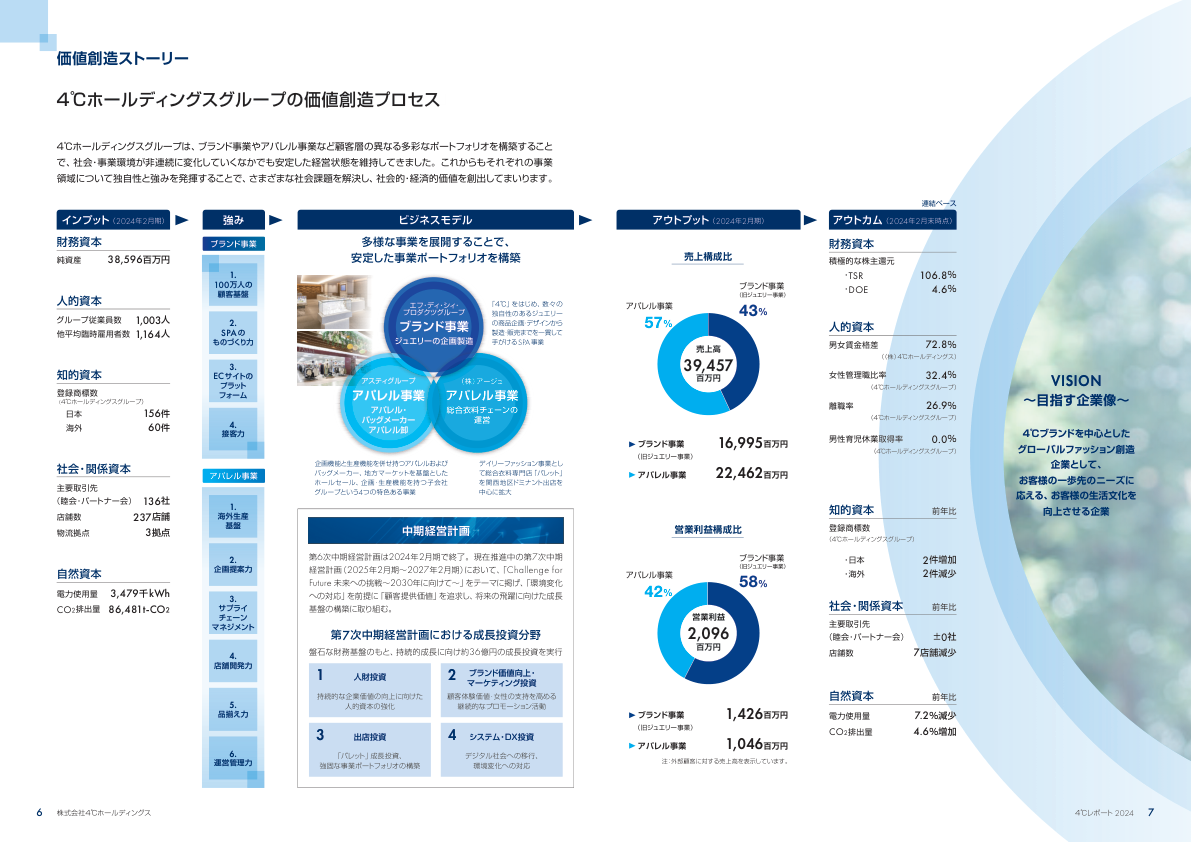 価値創造ストーリー
4℃ホールディングスグループの価値創造プロセス
4℃ホールディングスグループは、ブランド事業やアパレル事業など顧客層の異なる多彩なポートフォリオを構築すること
で、社会・事業環境が非連続に変化していくなかでも安定した経営状態を維持してきました。これからもそれぞれの事業
領域について独自性と強みを発揮することで、さまざまな社会課題を解決し、社会的・経済的価値を創出してまいります。
インプット（2024年2月期）
財務資本
純資産 38,596百万円
人的資本
グループ従業員数 1,003人
他平均臨時雇用者数 1,164人
知的資本
登録商標数
（4℃ホールディングスグループ）
日本 156件
海外 60件
社会・関係資本
主要取引先
（睦会・パートナー会） 136社
店舗数 237店舗
物流拠点 3拠点
自然資本
電力使用量 3,479千kWh
CO2排出量 86,481t-CO2
強み
ブランド事業
1.
100万人の
顧客基盤
2.
SPAの
ものづくり力
3.
ECサイトの
プラット
フォーム
4.
接客力
アパレル事業
1.
海外生産
基盤
2.
企画提案力
3.
サプライ
チェーン
マネジメント
4.
店舗開発力
5.
品揃え力
6.
運営管理力
ビジネスモデル
多様な事業を展開することで、
安定した事業ポートフォリオを構築
エフ・ディ・シィ・
プロダクツグループ
ブランド事業
ジュエリーの企画製造
「4℃」をはじめ、数々の
独自性のあるジュエリー
の商品企画・デザインから
製造・販売までを一貫して
手がけるSPA事業
アスティグループ
アパレル事業
アパレル・
バッグメーカー
アパレル卸
（株）アージュ
アパレル事業
総合衣料チェーンの
運営
企画機能と生産機能を併せ持つアパレルおよび
バッグメーカー、地方マーケットを基盤とした
ホールセール、企画・生産機能を持つ子会社
グループという4つの特色ある事業
デイリーファッション事業とし
て総合衣料専門店「パレット」
を関西地区ドミナント出店を
中心に拡大
中期経営計画
第6次中期経営計画は2024年2月期で終了。現在推進中の第7次中期
経営計画（2025年2月期～2027年2月期）において、「Challenge for
Future 未来への挑戦～2030年に向けて～」をテーマに掲げ、「環境変化
への対応」を前提に「顧客提供価値」を追求し、将来の飛躍に向けた成長
基盤の構築に取り組む。
第7次中期経営計画における成長投資分野
盤石な財務基盤のもと、持続的成長に向け約36億円の成長投資を実行
1 人財投資
持続的な企業価値の向上に向けた
人的資本の強化
2 ブランド価値向上・
マーケティング投資
顧客体験価値・女性の支持を高める
継続的なプロモーション活動
3 出店投資
「パレット」成長投資、
強固な事業ポートフォリオの構築
4 システム・DX投資
デジタル社会への移行、
環境変化への対応
アウトプット（2024年2月期）
売上構成比
アパレル事業
57%
ブランド事業
（旧ジュエリー事業）
43%
売上高
39,457
百万円
▶ ブランド事業 16,995百万円
（旧ジュエリー事業）
▶ アパレル事業 22,462百万円
営業利益構成比
アパレル事業
42%
ブランド事業
（旧ジュエリー事業）
58%
営業利益
2,096
百万円
▶ ブランド事業 1,426百万円
（旧ジュエリー事業）
▶ アパレル事業 1,046百万円
注：外部顧客に対する売上高を表示しています。
連結ベース
アウトカム（2024年2月末時点）
財務資本
積極的な株主還元
・TSR 106.8%
・DOE 4.6%
人的資本
男女賃金格差 72.8%
（（株）4℃ホールディングス）
女性管理職比率 32.4%
（4℃ホールディングスグループ）
離職率 26.9%
（4℃ホールディングスグループ）
男性育児休業取得率 0.0%
（4℃ホールディングスグループ）
知的資本 前年比
登録商標数
（4℃ホールディングスグループ）
・日本 2件増加
・海外 2件減少
社会・関係資本 前年比
主要取引先
（睦会・パートナー会） ±0社
店舗数 7店舗減少
自然資本 前年比
電力使用量 7.2%減少
CO2排出量 4.6%増加
VISION
～目指す企業像～
4℃ブランドを中心とした
グローバルファッション創造
企業として、
お客様の一歩先のニーズに
応える、お客様の生活文化を
向上させる企業
6 株式会社4℃ホールディングス
4℃レポート 2024 7